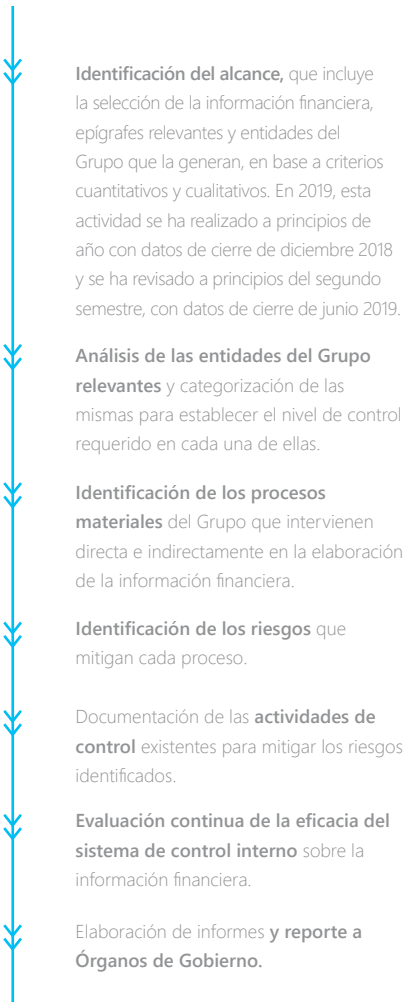 Identificación del alcance, que incluye
la selección de la información financiera,
epígrafes relevantes y entidades del
Grupo que la generan, en base a criterios
cuantitativos y cualitativos. En 2019, esta
actividad se ha realizado a principios de
año con datos de cierre de diciembre 2018
y se ha revisado a principios del segundo
semestre, con datos de cierre de junio 2019.
Análisis de las entidades del Grupo
relevantes y categorización de las
mismas para establecer el nivel de control
requerido en cada una de ellas.
Identificación de los procesos
materiales del Grupo que intervienen
directa e indirectamente en la elaboración
de la información financiera.
Identificación de los riesgos que
mitigan cada proceso.
Documentación de las actividades de
control existentes para mitigar los riesgos
identificados.
Evaluación continua de la eficacia del
sistema de control interno sobre la
información financiera.
Elaboración de informes y reporte a
Órganos de Gobierno.